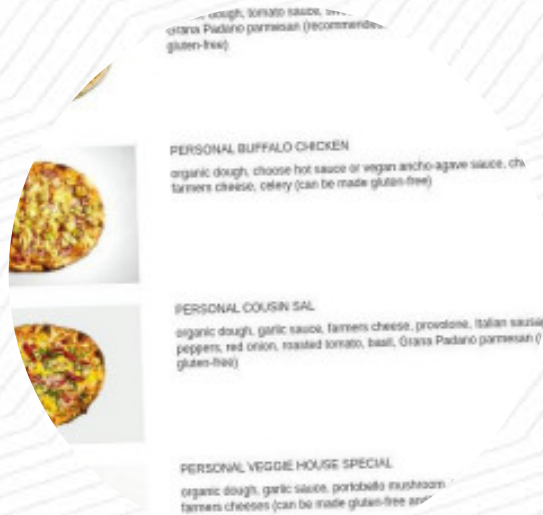 dough, tomato sauce,
Grana Padano parmesan
gluten-free)
PERSONAL BUFFALO CHICKEN
organic dough, choose hot sauce or vegan ancho-agave sauce,
farmers cheese, celery (can be made gluten-free)
PERSONAL COUSIN SAL
organic dough, garlic sauce, farmers cheese, provolone, Italian
peppers, red onion, roasted tomato, basil, Grana Padano parmesan (
gluten-free)
PERSONAL VEGGIE HOUSE SPECIAL
organic dough, garlic sauce, portobello mushroom
farmers cheeses (can be made gluten-free